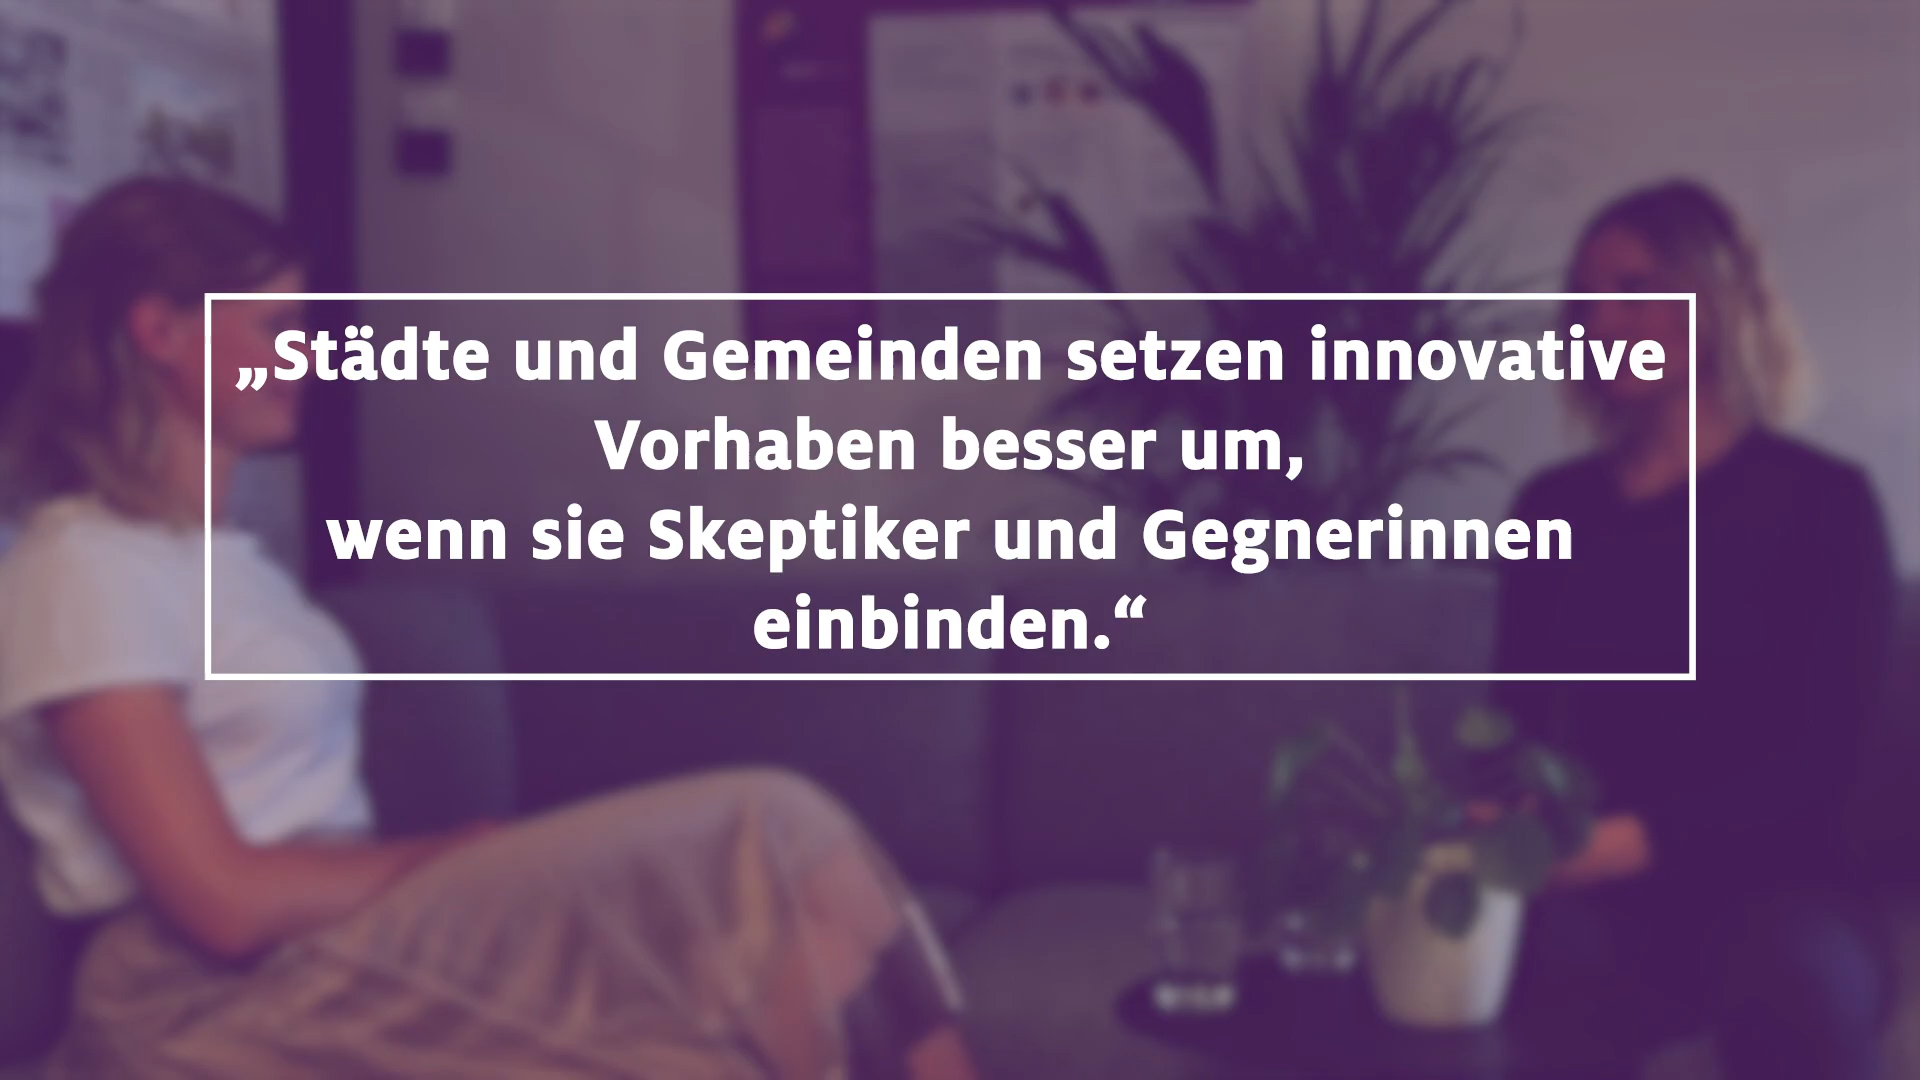 „Städte und Gemeinden setzen innovative
Vorhaben besser um,
wenn sie Skeptiker und Gegnerinnen
einbinden.“